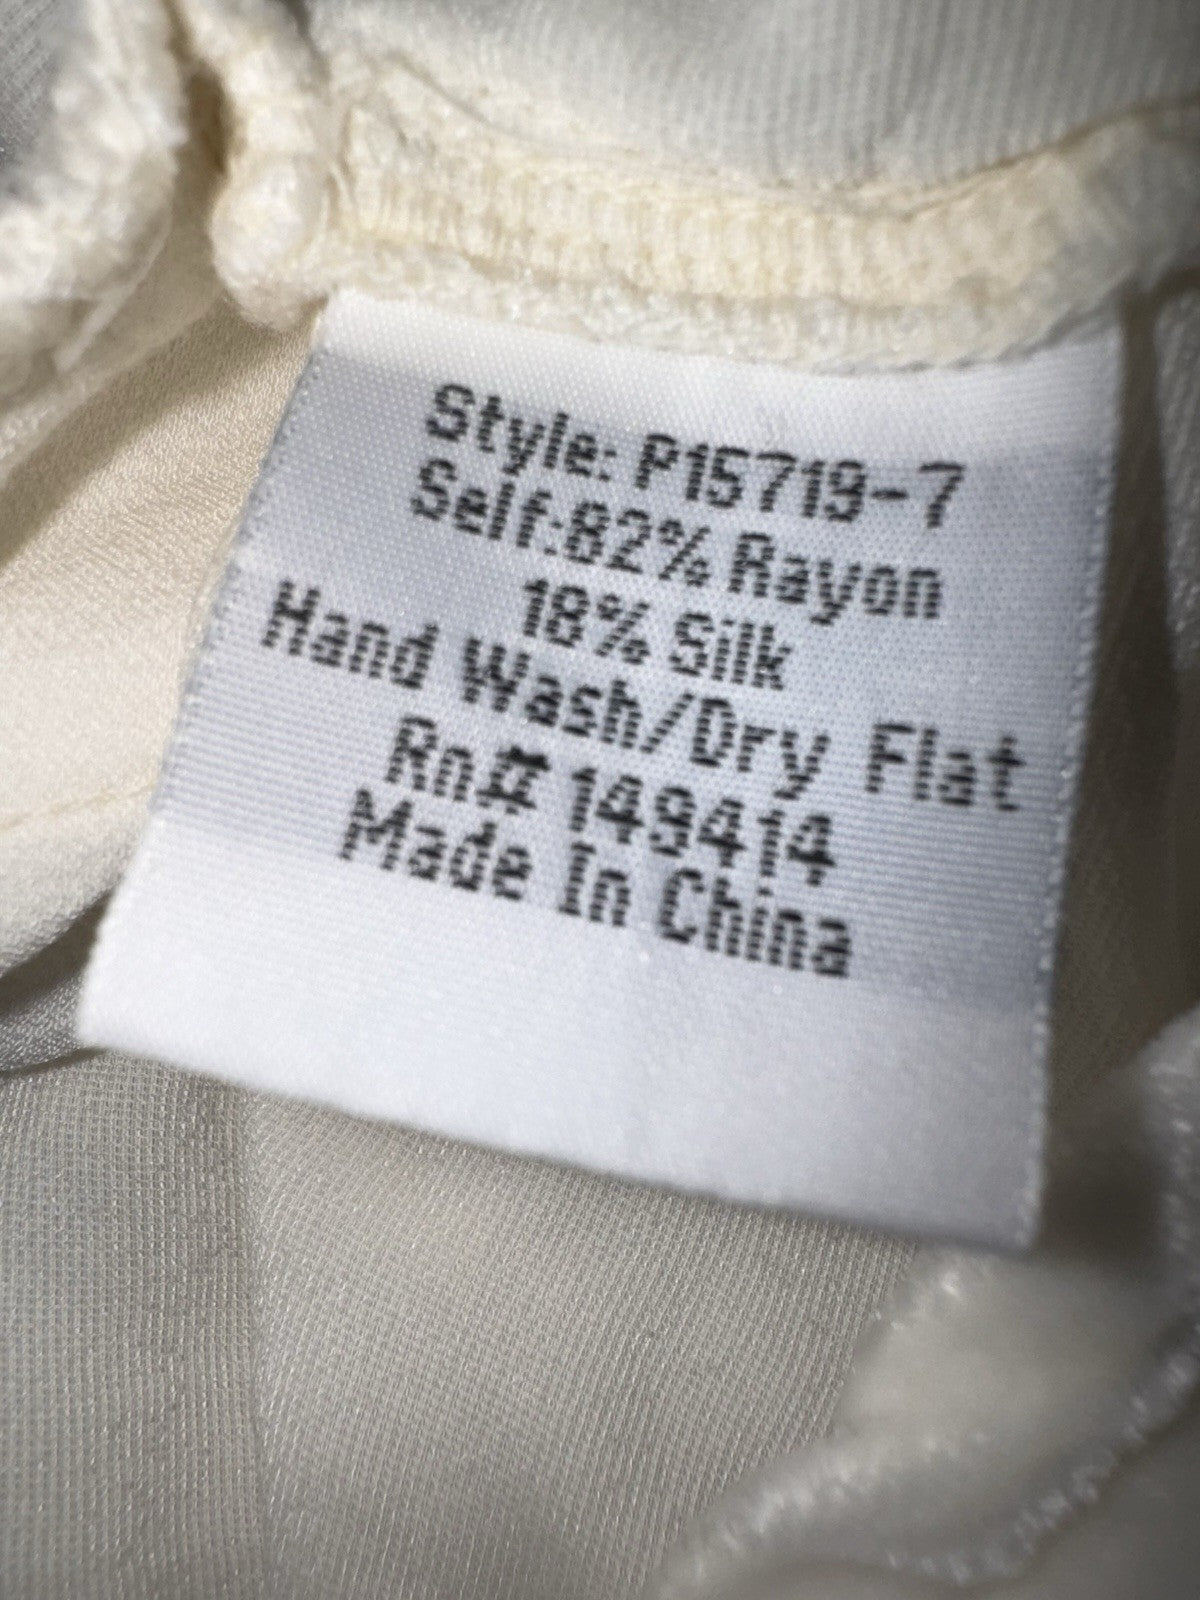 Style: P15719-7
Self:82% Rayon
18% Silk
Hand Wash/Dry Flat
Rn# 149414
Made In China